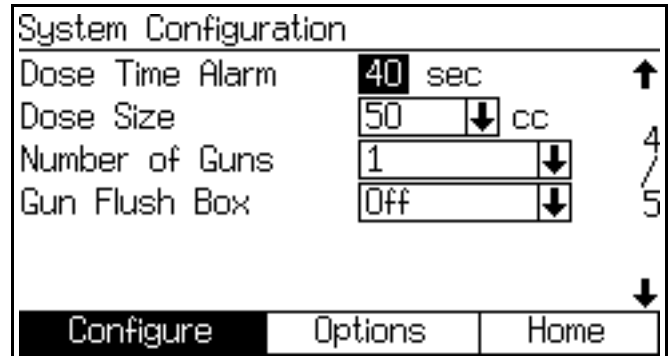 System Configuration
Dose Time Alarm 40 sec
Dose Size 50 cc
Number of Guns 1
Gun Flush Box Off
4/5
Configure Options Home